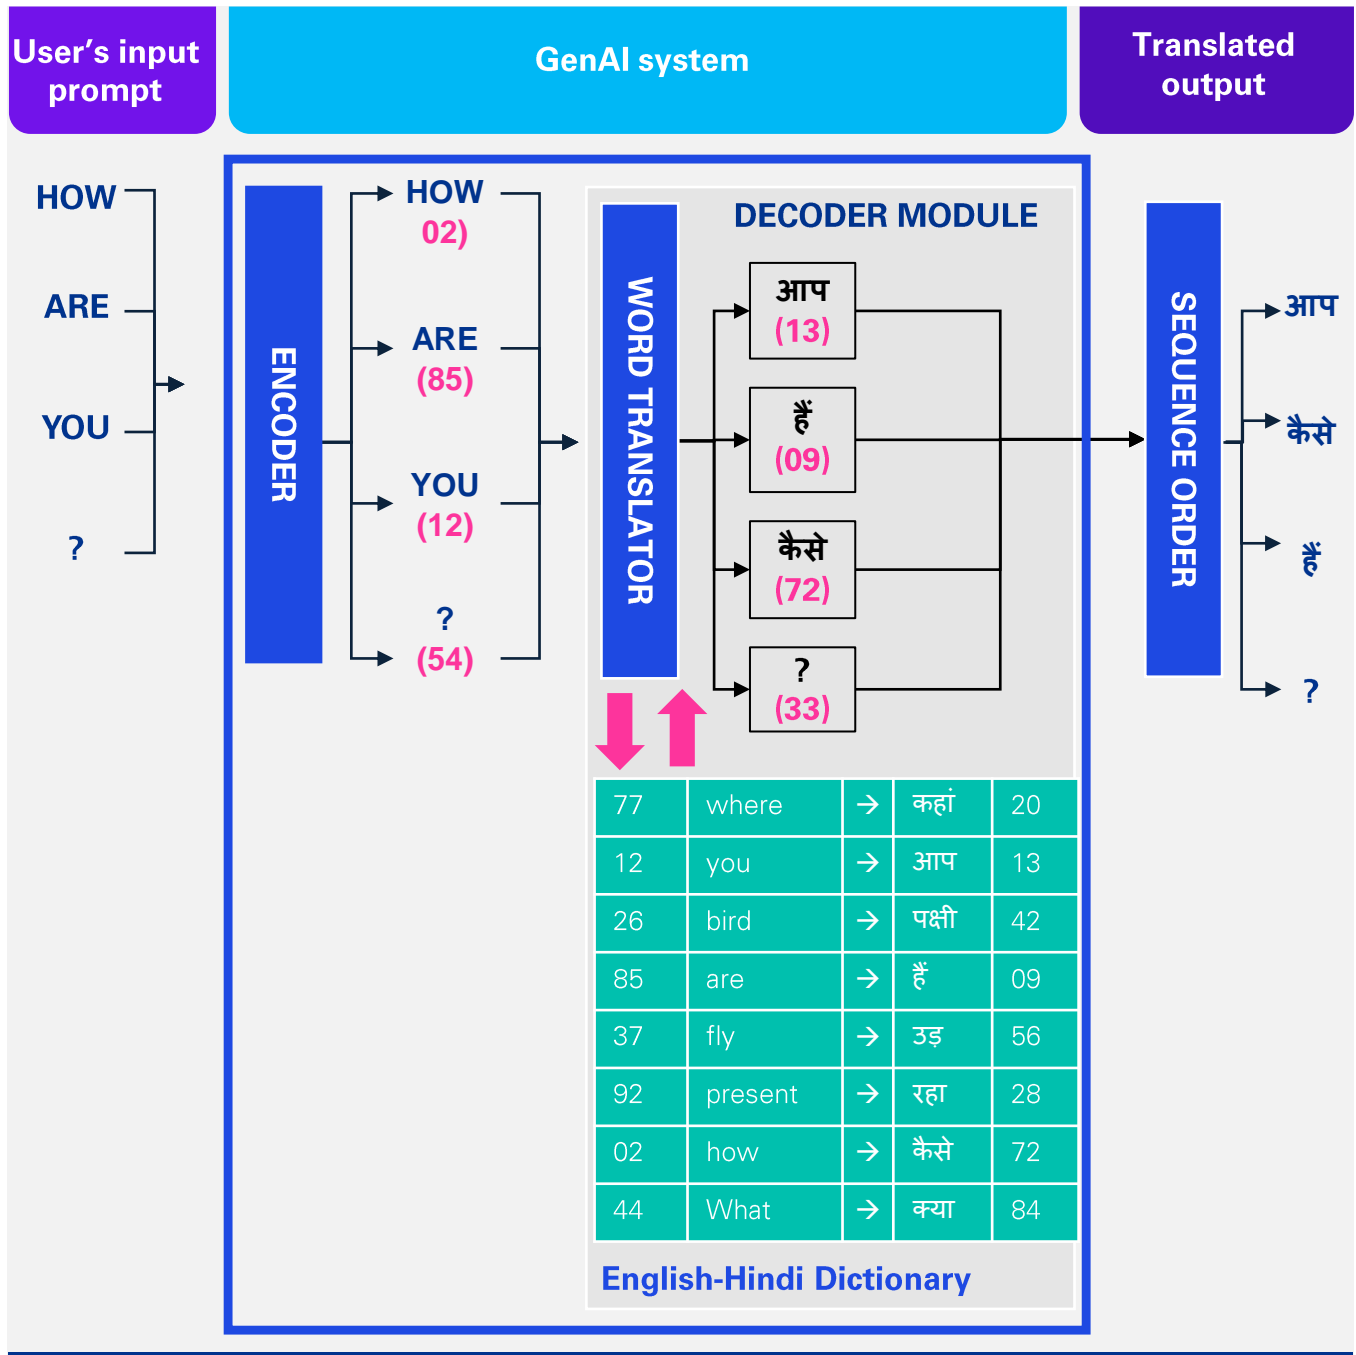 User's input
prompt
GenAI system
Translated
output
HOW
ARE
YOU
?
ENCODER
HOW
02)
ARE
(85)
YOU
(12)
?
(54)
WORD TRANSLATOR
DECODER MODULE
आप
(13)
हैं
(09)
कैसे
(72)
?
(33)
SEQUENCE ORDER
आप
कैसे
हैं
?
77 where → कहां 20
12 you → आप 13
26 bird → पक्षी 42
85 are → हैं 09
37 fly → उड़ 56
92 present → रहा 28
02 how → कैसे 72
44 What → क्या 84
English-Hindi Dictionary